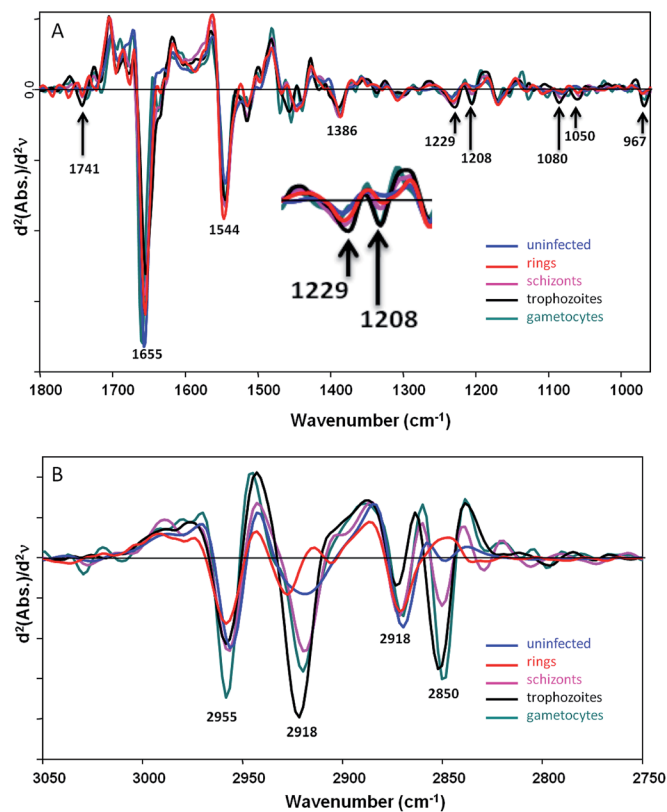 A
0.0
d²(Abs.)/d²ν
1741
1655
1544
1386
1229
1208
1080
1050
967
1229
1208
uninfected
rings
schizonts
trophozoites
gametocytes
1800 1700 1600 1500 1400 1300 1200 1100 1000
Wavenumber (cm⁻¹)
B
d²(Abs.)/d²ν
2955
2918
2918
2850
uninfected
rings
schizonts
trophozoites
gametocytes
3050 3000 2950 2900 2850 2800 2750
Wavenumber (cm⁻¹)